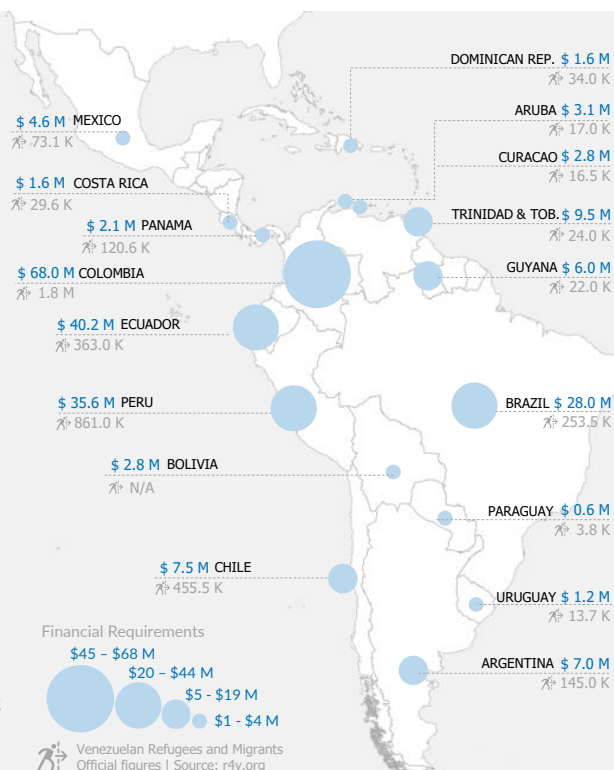 DOMINICAN REP. $ 1.6 M
34.0 K
ARUBA $ 3.1 M
17.0 K
CURACAO $ 2.8 M
16.5 K
TRINIDAD & TOB. $ 9.5 M
24.0 K
GUYANA $ 6.0 M
22.0 K
$ 4.6 M MEXICO
73.1 K
$ 1.6 M COSTA RICA
29.6 K
$ 2.1 M PANAMA
120.6 K
$ 68.0 M COLOMBIA
1.8 M
$ 40.2 M ECUADOR
363.0 K
$ 35.6 M PERU
861.0 K
BRAZIL $ 28.0 M
253.5 K
$ 2.8 M BOLIVIA
N/A
PARAGUAY $ 0.6 M
3.8 K
$ 7.5 M CHILE
455.5 K
URUGUAY $ 1.2 M
13.7 K
ARGENTINA $ 7.0 M
145.0 K
Financial Requirements
$45 – $68 M
$20 – $44 M
$5 - $19 M
$1 - $4 M
Venezuelan Refugees and Migrants
Official figures | Source: r4v.org